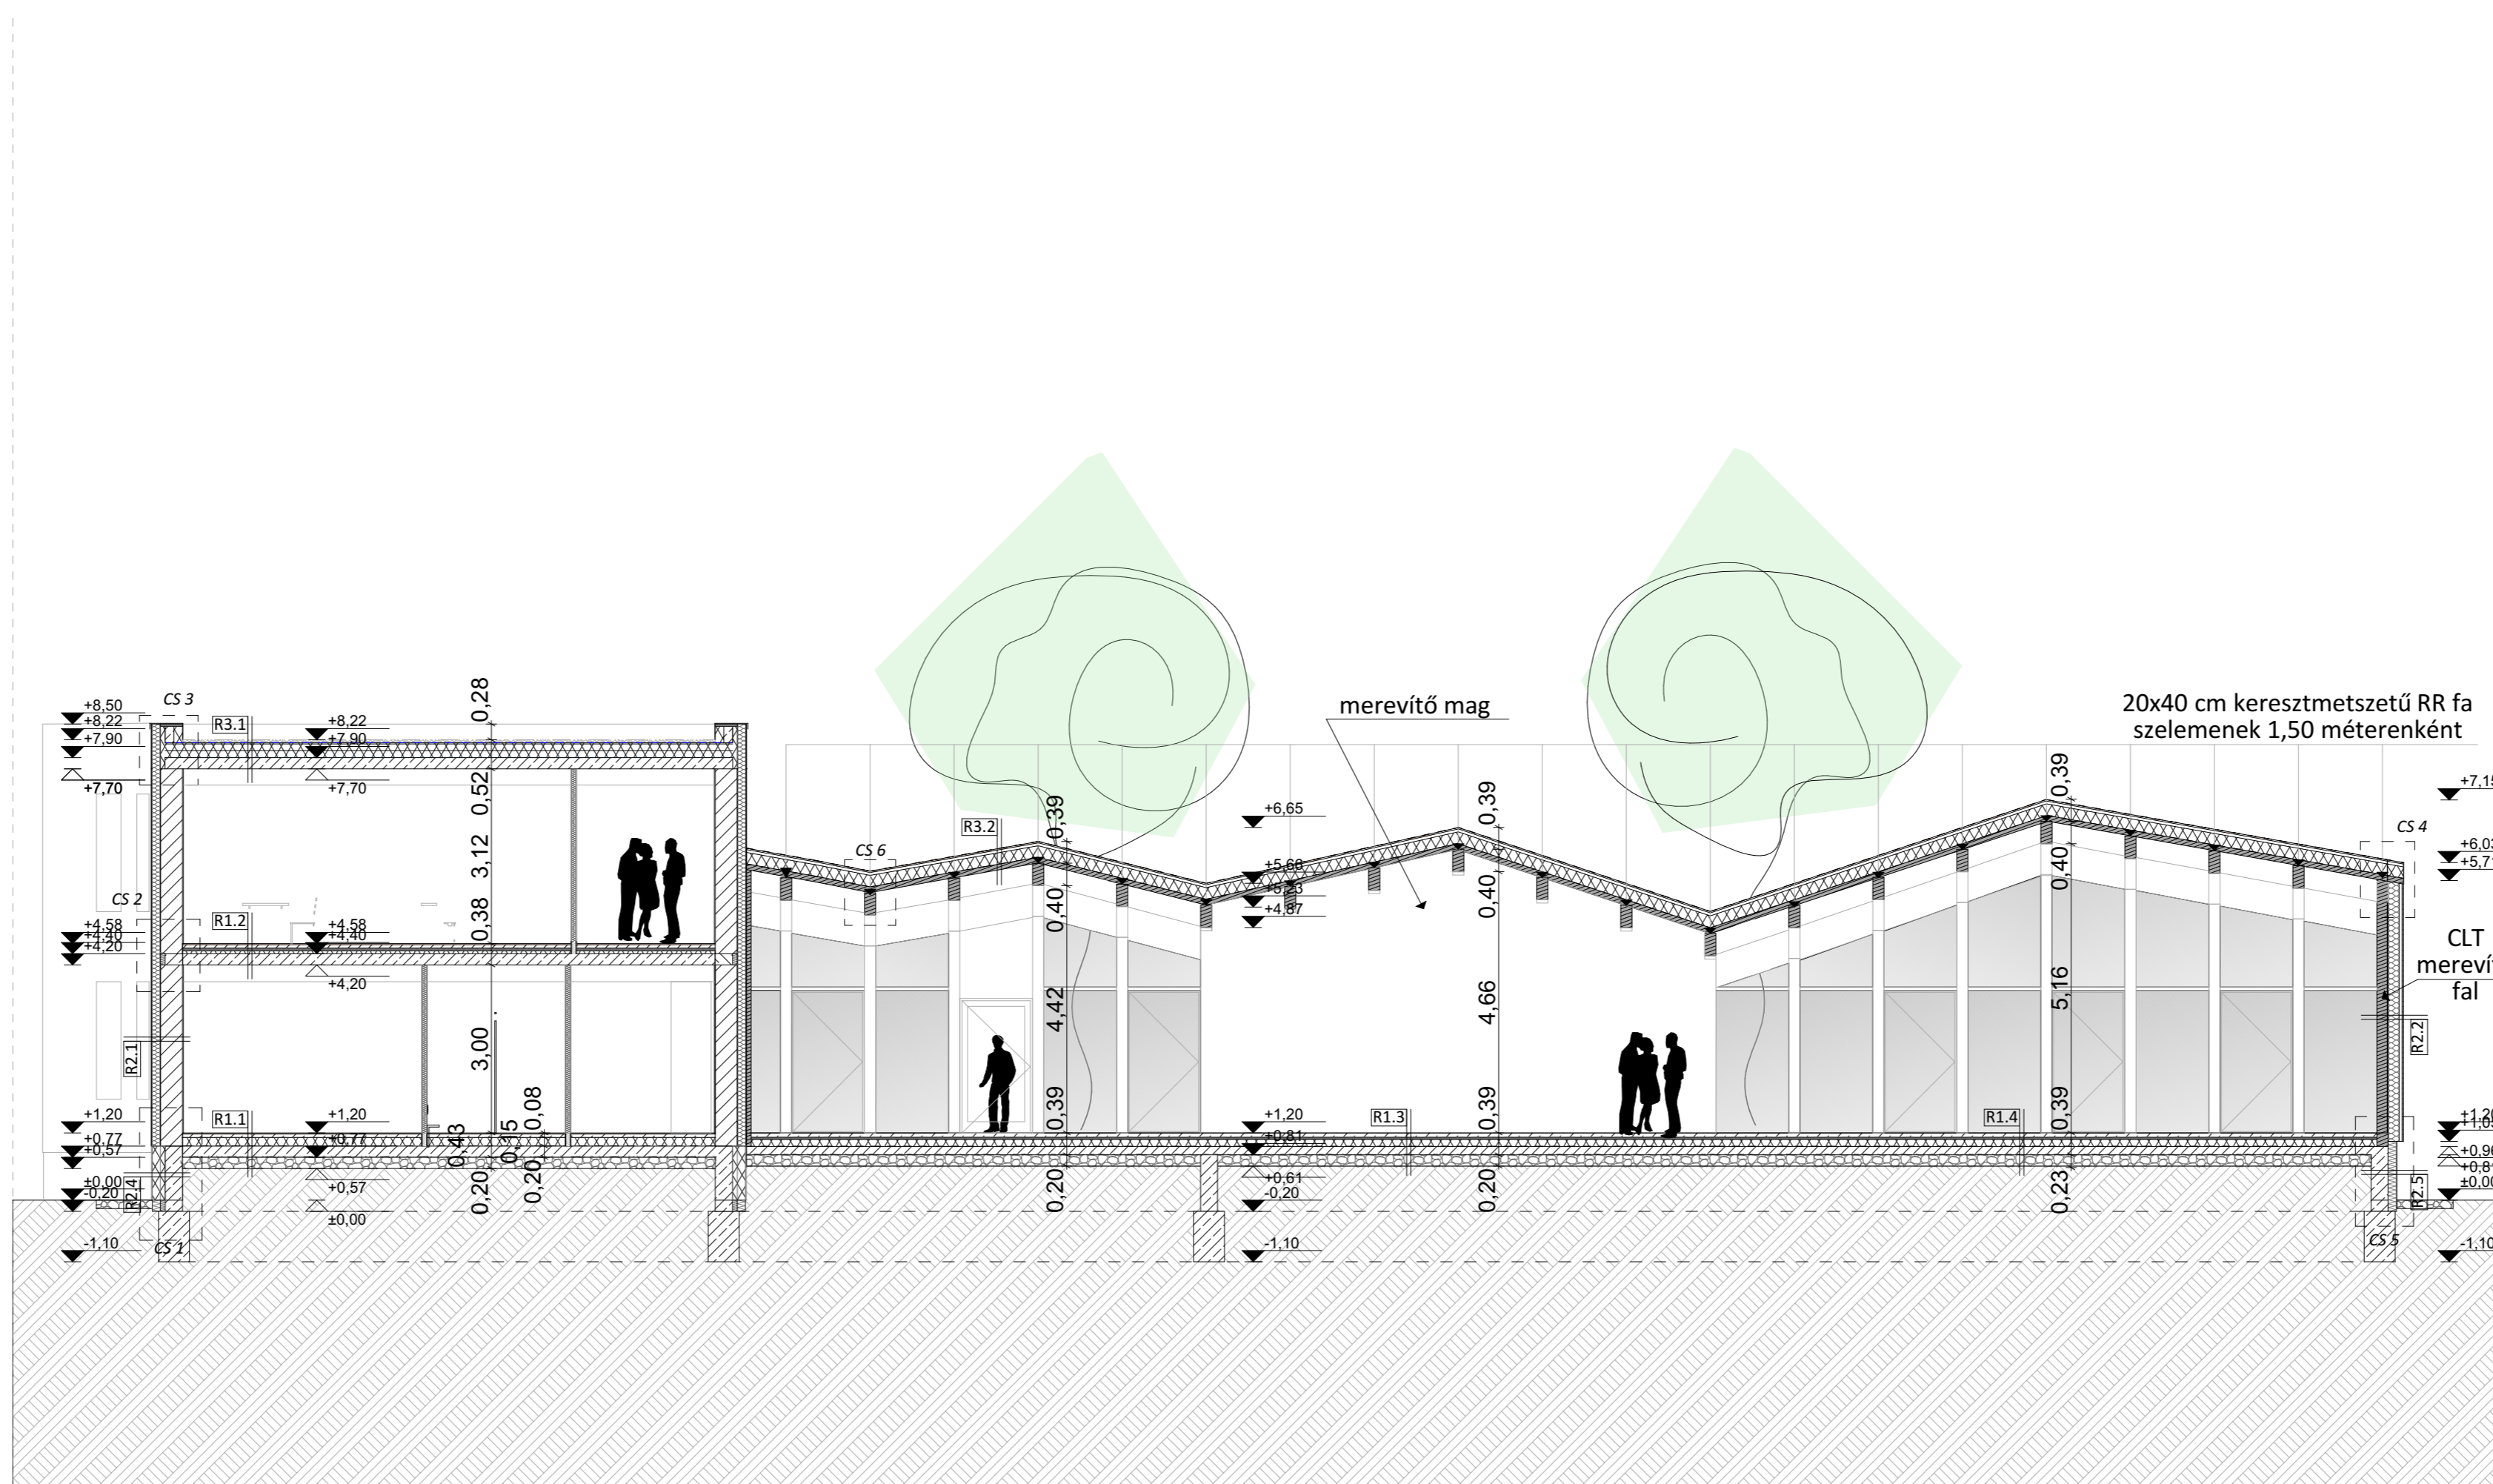 merevítő mag
20x40 cm keresztmetszetű RR fa
szelemenek 1,50 méterenként
CS 3
R3.1
+8,50
+8,22
+7,90
+7,70
+8,22
+7,90
+7,70
0,28
0,52
3,12
0,38
3,00
CS 2
R1.2
+4,58
+4,40
+4,20
+4,58
+4,40
+4,20
R2.1
R1.1
+1,20
+0,77
+0,57
±0,00
-0,20
-1,10
+1,20
+0,77
+0,57
±0,00
0,43
0,20
0,15
0,08
0,20
R2.4
CS 1
CS 6
R3.2
0,39
0,40
4,42
0,39
0,20
+6,65
+5,23
+4,87
+1,20
+0,81
+0,61
-0,20
-1,10
0,39
0,40
4,66
0,39
0,20
R1.3
R1.4
0,39
0,40
5,16
0,39
0,23
CS 4
CLT
fal
R2.2
R2.5
CS 5
-1,10